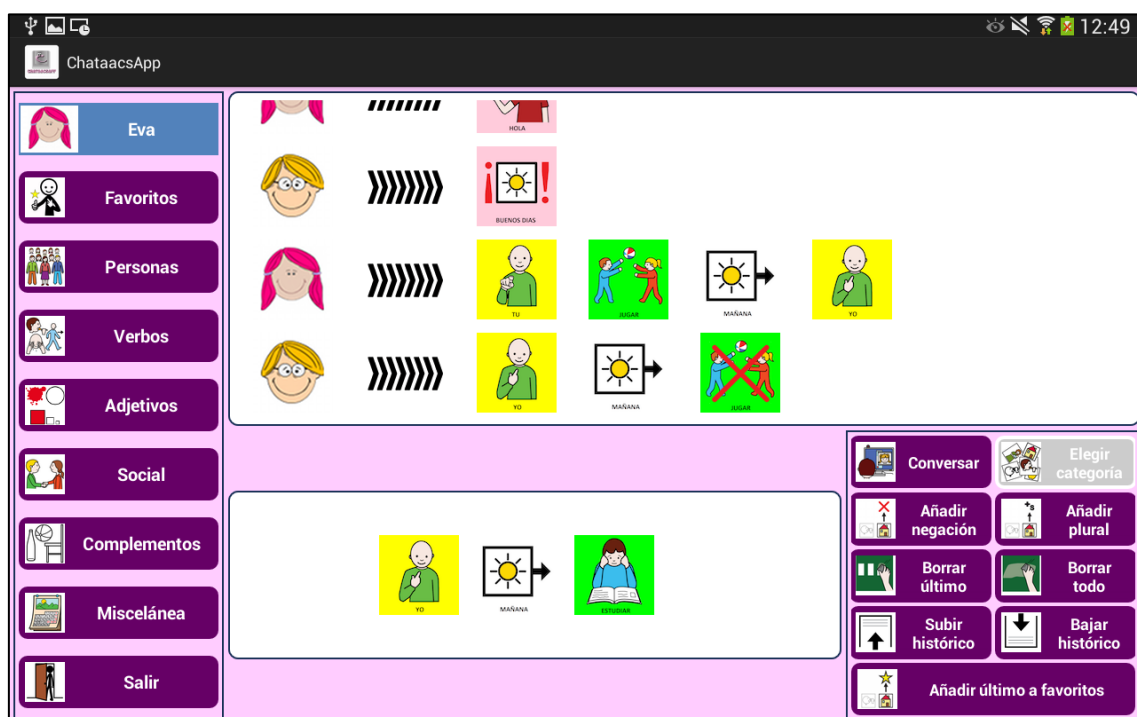 12:49
ChataacsApp
Eva
Favoritos
Personas
Verbos
Adjetivos
Social
Complementos
Miscelánea
Salir
HOLA
BUENOS DIAS
TU
JUGAR
MAÑANA
YO
YO
MAÑANA
JUGAR
YO
MAÑANA
ESTUDIAR
Conversar
Elegir
categoría
Añadir
negación
+s
Añadir
plural
Borrar
último
Borrar
todo
Subir
histórico
Bajar
histórico
Añadir último a favoritos